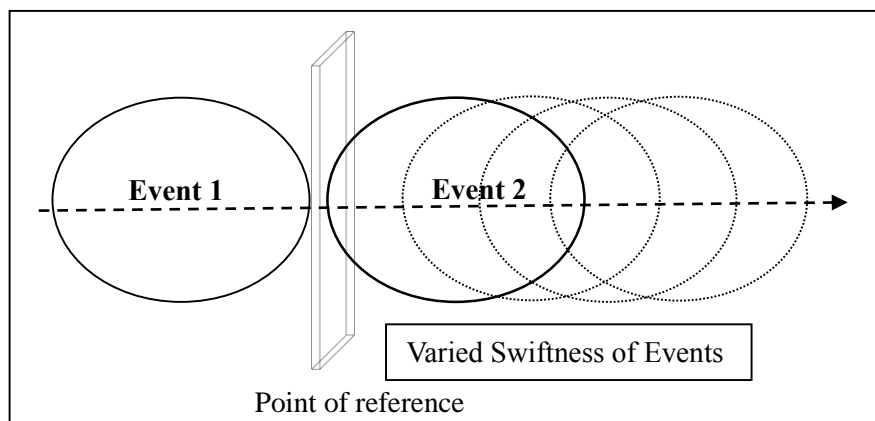 Event 1
Event 2
Varied Swiftness of Events
Point of reference